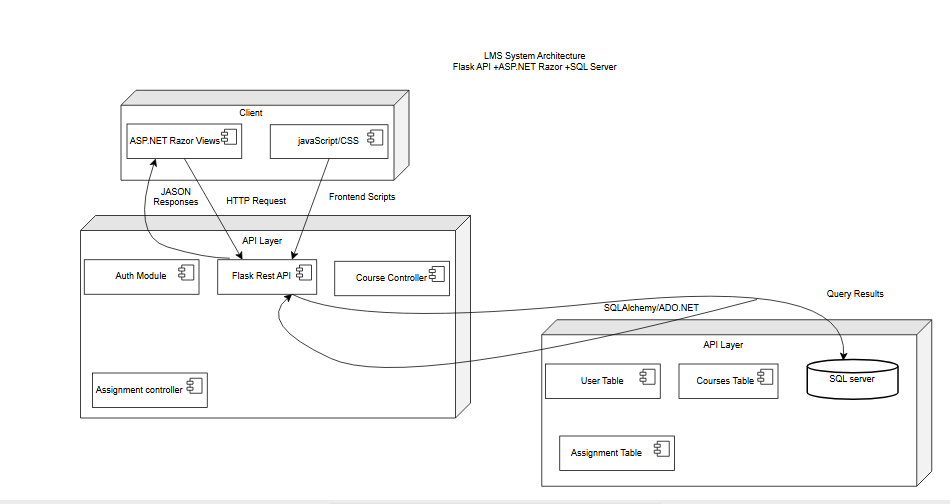 LMS System Architecture
Flask API +ASP.NET Razor +SQL Server
Client
ASP.NET Razor Views
javaScript/CSS
JASON
Responses
HTTP Request
Frontend Scripts
API Layer
Auth Module
Flask Rest API
Course Controller
Query Results
SQLAlchemy/ADO.NET
API Layer
User Table
Courses Table
SQL server
Assignment controller
Assignment Table